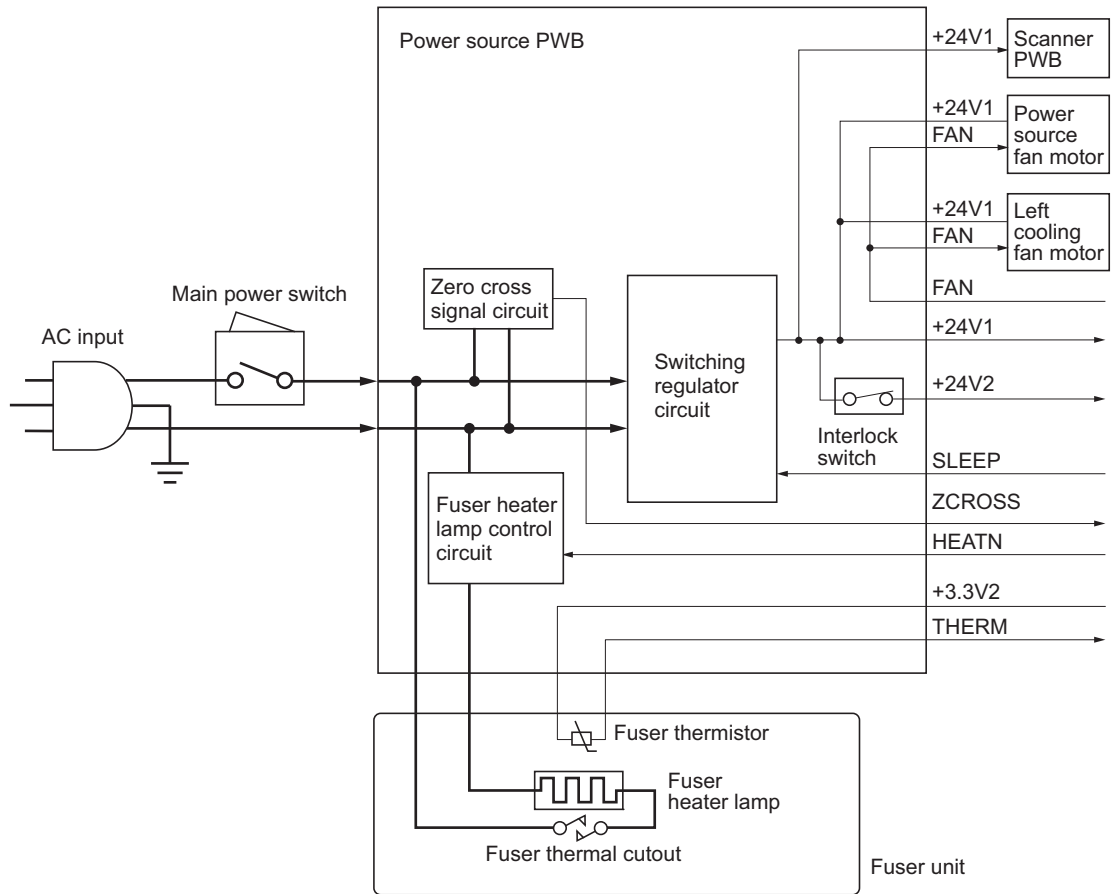 Power source PWB
+24V1
Scanner
PWB
+24V1
FAN
Power
source
fan motor
+24V1
FAN
Left
cooling
fan motor
FAN
+24V1
+24V2
Interlock
switch
SLEEP
ZCROSS
HEATN
+3.3V2
THERM
Main power switch
AC input
Zero cross
signal circuit
Switching
regulator
circuit
Fuser heater
lamp control
circuit
Fuser thermistor
Fuser
heater lamp
Fuser thermal cutout
Fuser unit